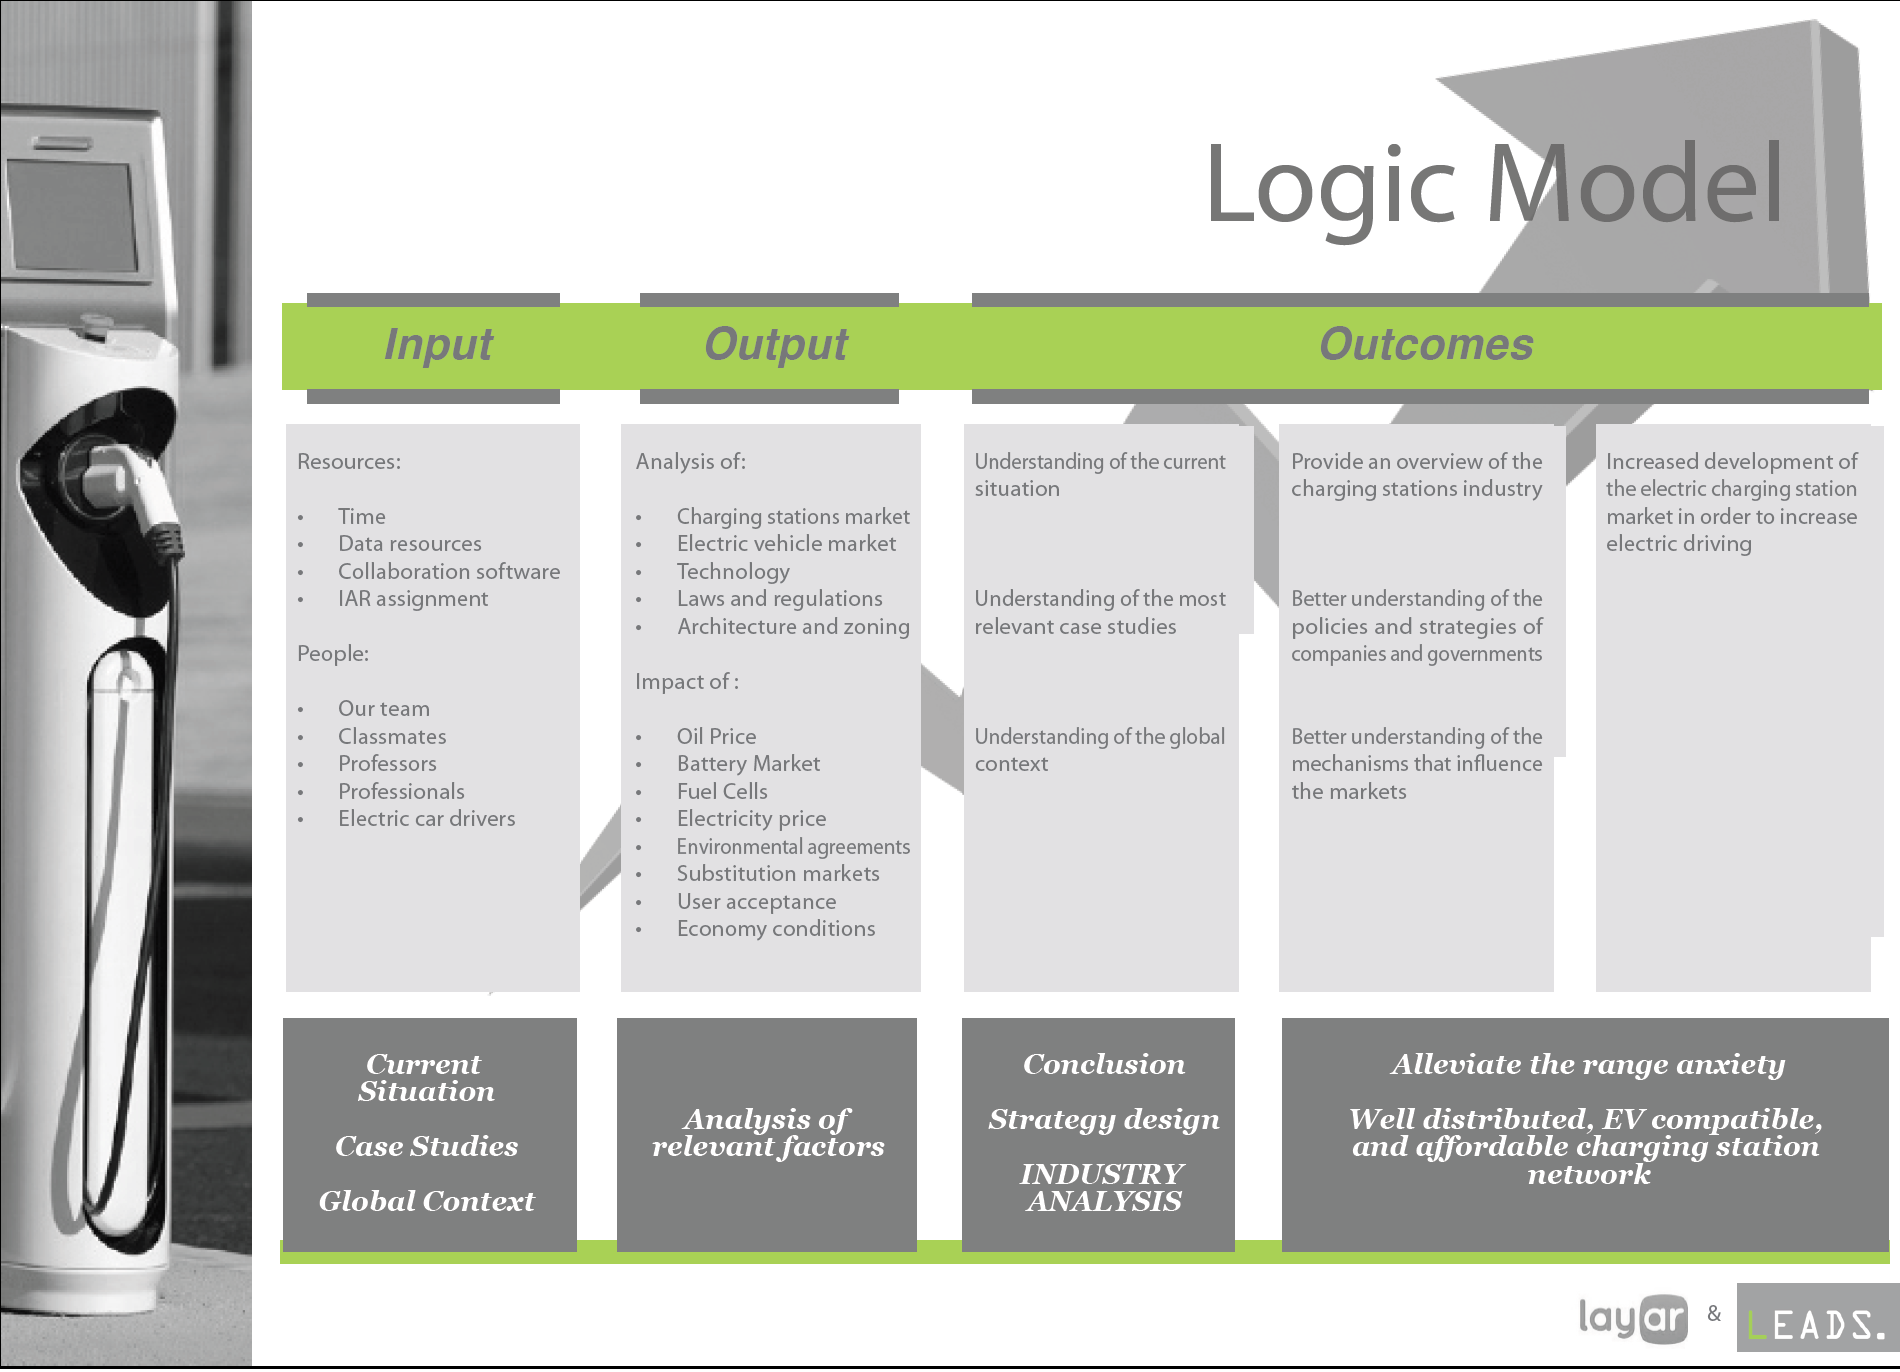 Logic Model
Input
Output
Outcomes
Resources:
• Time
• Data resources
• Collaboration software
• IAR assignment
People:
• Our team
• Classmates
• Professors
• Professionals
• Electric car drivers
Analysis of:
• Charging stations market
• Electric vehicle market
• Technology
• Laws and regulations
• Architecture and zoning
Impact of :
• Oil Price
• Battery Market
• Fuel Cells
• Electricity price
• Environmental agreements
• Substitution markets
• User acceptance
• Economy conditions
Understanding of the current
situation
Understanding of the most
relevant case studies
Understanding of the global
context
Provide an overview of the
charging stations industry
Better understanding of the
policies and strategies of
companies and governments
Better understanding of the
mechanisms that influence
the markets
Increased development of
the electric charging station
market in order to increase
electric driving
Current
Situation
Case Studies
Global Context
Analysis of
relevant factors
Conclusion
Strategy design
INDUSTRY
ANALYSIS
Alleviate the range anxiety
Well distributed, EV compatible,
and affordable charging station
network
layar & LEADS.